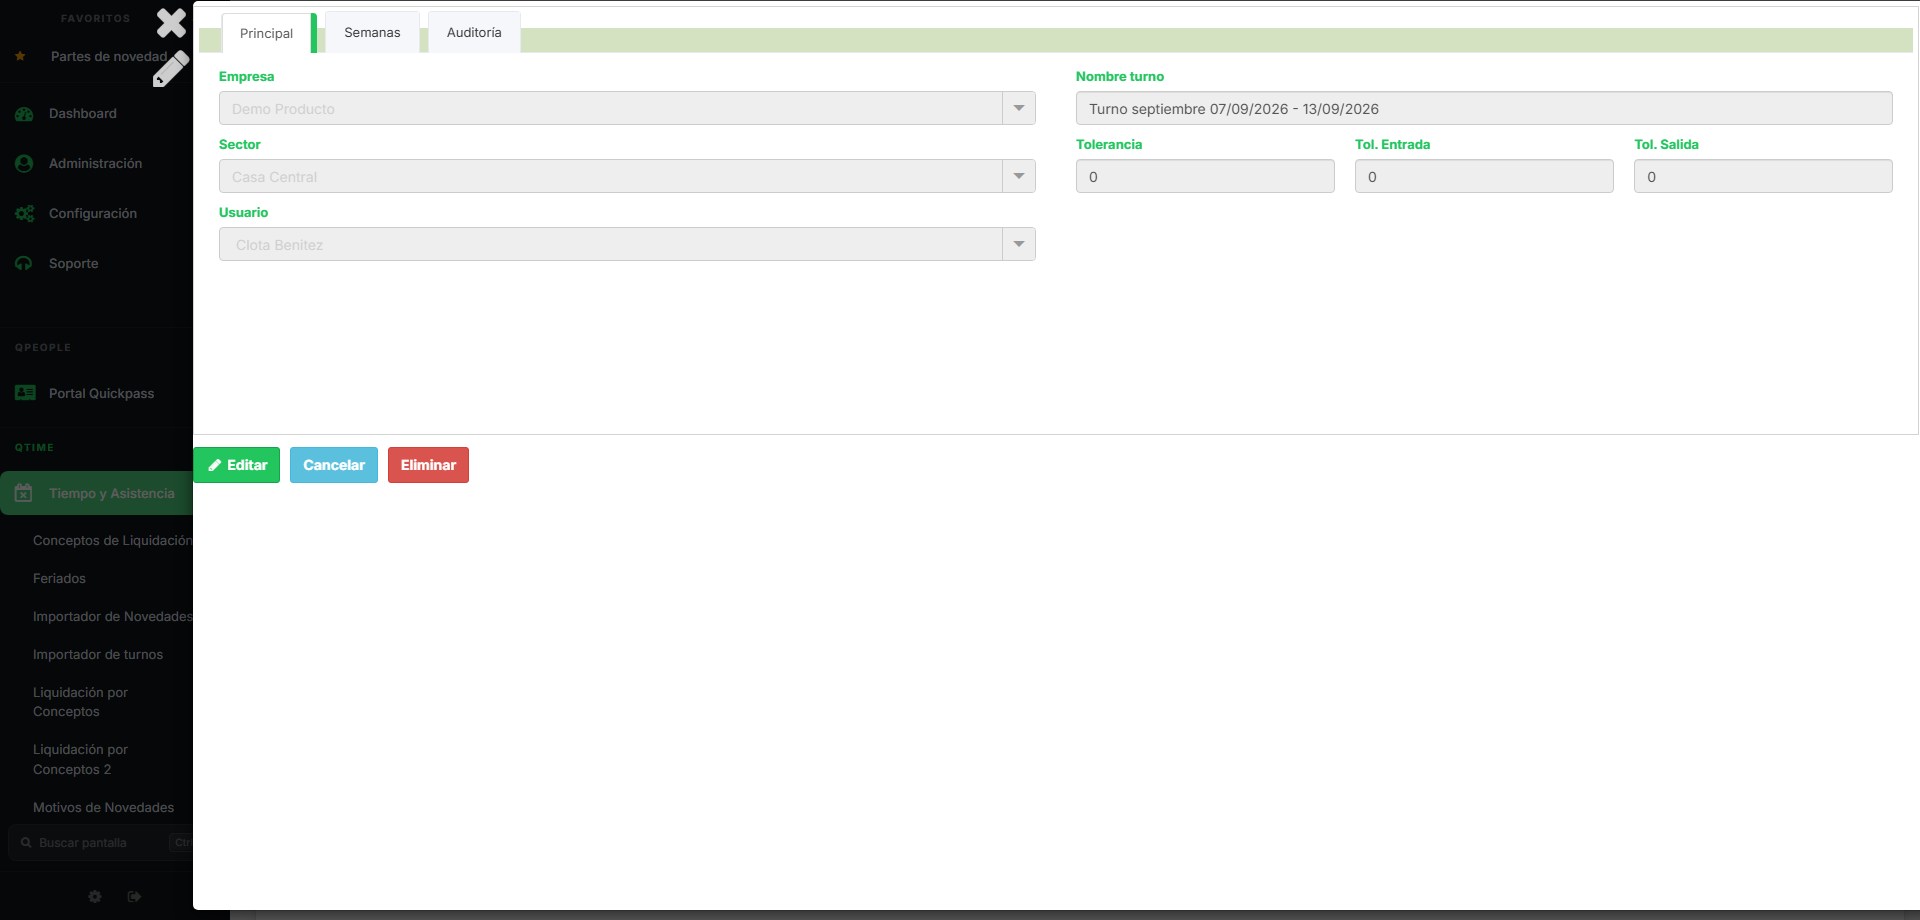 FAVORITOS
Partes de novedad
Dashboard
Administración
Configuración
Soporte
QPEOPLE
Portal Quickpass
QTIME
Tiempo y Asistencia
Conceptos de Liquidación
Feriados
Importador de Novedades
Importador de turnos
Liquidación por
Conceptos
Liquidación por
Conceptos 2
Motivos de Novedades
Buscar pantalla
Principal
Semanas
Auditoría
Empresa
Demo Producto
Sector
Casa Central
Usuario
Clota Benitez
Nombre turno
Turno septiembre 07/09/2026 - 13/09/2026
Tolerancia
Tol. Entrada
Tol. Salida
0
0
0
Editar
Cancelar
Eliminar